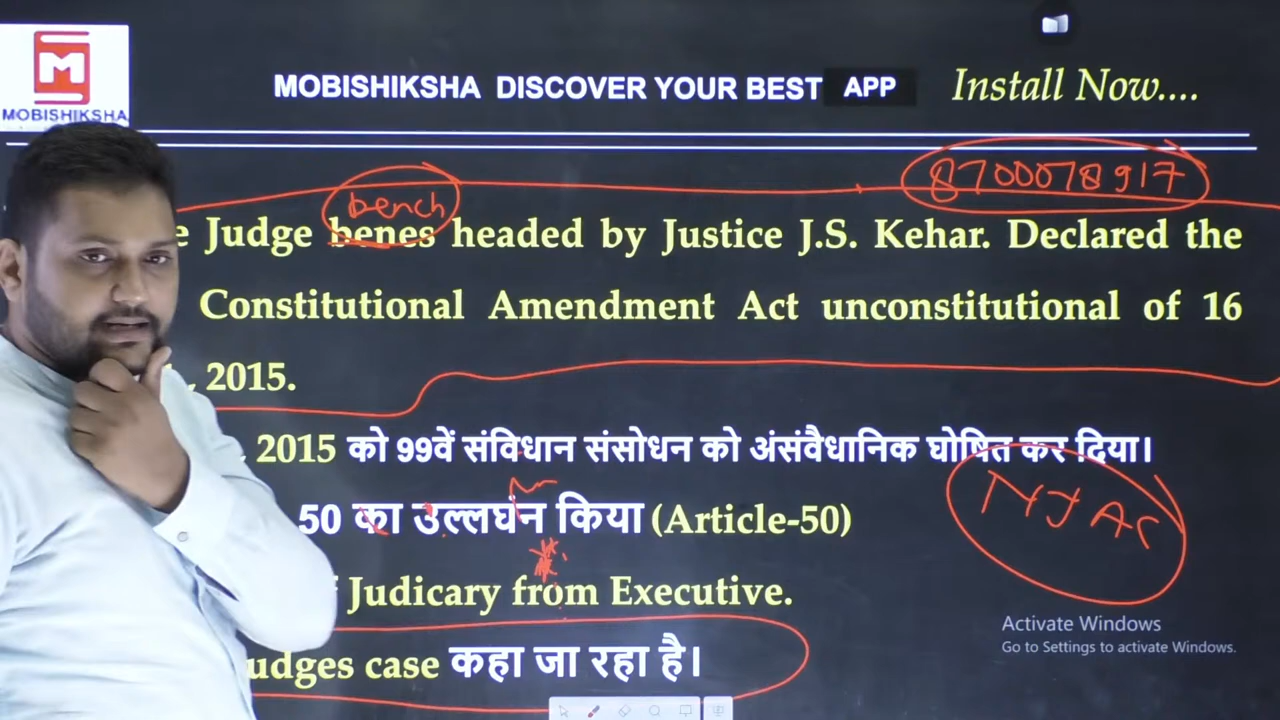 M
MOBISHIKSHA
MOBISHIKSHA DISCOVER YOUR BEST APP Install Now....
8700078917
bench
e Judge benes headed by Justice J.S. Kehar. Declared the
Constitutional Amendment Act unconstitutional of 16
, 2015.
, 2015 को 99वें संविधान संसोधन को अंसंवैधानिक घोषित कर दिया।
50 का उल्लघंन किया (Article-50)
NJAC
f Judicary from Executive.
Activate Windows
Go to Settings to activate Windows.
udges case कहा जा रहा है।